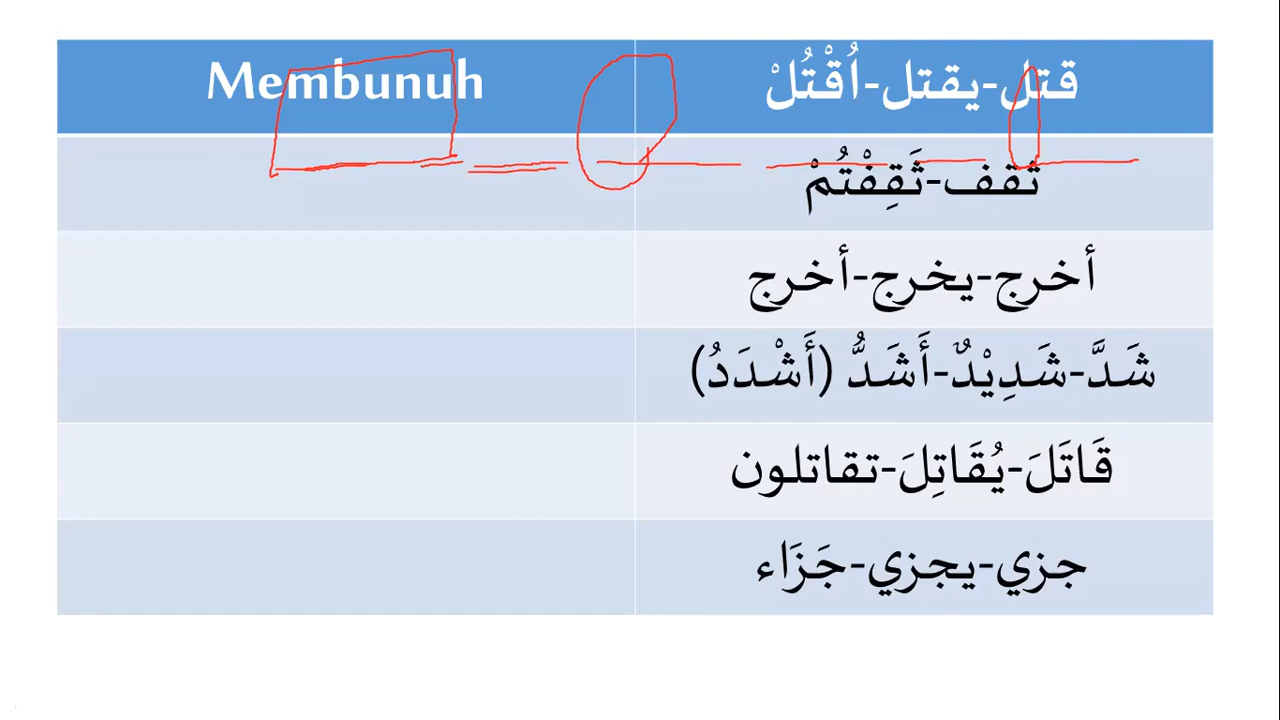 Membunuh
قتل-يقتل-اُقْتُلْ
ثقف-ثَقِفْتُمْ
أخرج-يخرج-أخرج
شَدَّ-شَدِيْدٌ-أَشَدُّ (أَشْدَدُ)
قَاتَلَ-يُقَاتِلَ-تقاتلون
جزي-يجزي-جَزَاء